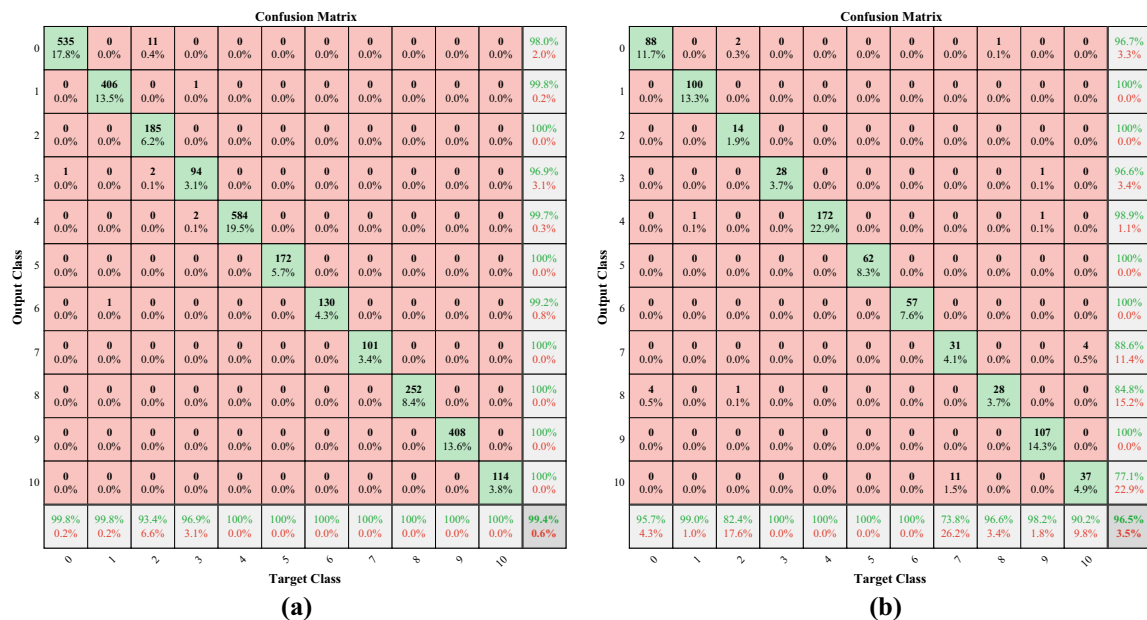 Confusion Matrix
0 535 0 11 0 0 0 0 0 0 0 0 98.0%
17.8% 0.0% 0.4% 0.0% 0.0% 0.0% 0.0% 0.0% 0.0% 0.0% 0.0% 2.0%
1 0 406 0 1 0 0 0 0 0 0 0 99.8%
0.0% 13.5% 0.0% 0.0% 0.0% 0.0% 0.0% 0.0% 0.0% 0.0% 0.0% 0.2%
2 0 0 185 0 0 0 0 0 0 0 0 100%
0.0% 0.0% 6.2% 0.0% 0.0% 0.0% 0.0% 0.0% 0.0% 0.0% 0.0% 0.0%
3 1 0 2 94 0 0 0 0 0 0 0 96.9%
0.0% 0.0% 0.1% 3.1% 0.0% 0.0% 0.0% 0.0% 0.0% 0.0% 0.0% 3.1%
4 0 0 0 2 584 0 0 0 0 0 0 99.7%
0.0% 0.0% 0.0% 0.1% 19.5% 0.0% 0.0% 0.0% 0.0% 0.0% 0.0% 0.3%
5 0 0 0 0 0 172 0 0 0 0 0 100%
0.0% 0.0% 0.0% 0.0% 0.0% 5.7% 0.0% 0.0% 0.0% 0.0% 0.0% 0.0%
6 0 1 0 0 0 0 130 0 0 0 0 99.2%
0.0% 0.0% 0.0% 0.0% 0.0% 0.0% 4.3% 0.0% 0.0% 0.0% 0.0% 0.8%
7 0 0 0 0 0 0 0 101 0 0 0 100%
0.0% 0.0% 0.0% 0.0% 0.0% 0.0% 0.0% 3.4% 0.0% 0.0% 0.0% 0.0%
8 0 0 0 0 0 0 0 0 252 0 0 100%
0.0% 0.0% 0.0% 0.0% 0.0% 0.0% 0.0% 0.0% 8.4% 0.0% 0.0% 0.0%
9 0 0 0 0 0 0 0 0 0 408 0 100%
0.0% 0.0% 0.0% 0.0% 0.0% 0.0% 0.0% 0.0% 0.0% 13.6% 0.0% 0.0%
10 0 0 0 0 0 0 0 0 0 0 114 100%
0.0% 0.0% 0.0% 0.0% 0.0% 0.0% 0.0% 0.0% 0.0% 0.0% 3.8% 0.0%
99.8% 99.8% 93.4% 96.9% 100% 100% 100% 100% 100% 100% 100% 99.4%
0.2% 0.2% 6.6% 3.1% 0.0% 0.0% 0.0% 0.0% 0.0% 0.0% 0.0% 0.6%
0 1 2 3 4 5 6 7 8 9 10
Output Class
Target Class
(a)
Confusion Matrix
0 88 0 2 0 0 0 0 0 1 0 0 96.7%
11.7% 0.0% 0.3% 0.0% 0.0% 0.0% 0.0% 0.0% 0.1% 0.0% 0.0% 3.3%
1 0 100 0 0 0 0 0 0 0 0 0 100%
0.0% 13.3% 0.0% 0.0% 0.0% 0.0% 0.0% 0.0% 0.0% 0.0% 0.0% 0.0%
2 0 0 14 0 0 0 0 0 0 0 0 100%
0.0% 0.0% 1.9% 0.0% 0.0% 0.0% 0.0% 0.0% 0.0% 0.0% 0.0% 0.0%
3 0 0 0 28 0 0 0 0 0 1 0 96.6%
0.0% 0.0% 0.0% 3.7% 0.0% 0.0% 0.0% 0.0% 0.0% 0.1% 0.0% 3.4%
4 0 1 0 0 172 0 0 0 0 1 0 98.9%
0.0% 0.1% 0.0% 0.0% 22.9% 0.0% 0.0% 0.0% 0.0% 0.1% 0.0% 1.1%
5 0 0 0 0 0 62 0 0 0 0 0 100%
0.0% 0.0% 0.0% 0.0% 0.0% 8.3% 0.0% 0.0% 0.0% 0.0% 0.0% 0.0%
6 0 0 0 0 0 0 57 0 0 0 0 100%
0.0% 0.0% 0.0% 0.0% 0.0% 0.0% 7.6% 0.0% 0.0% 0.0% 0.0% 0.0%
7 0 0 0 0 0 0 0 31 0 0 4 88.6%
0.0% 0.0% 0.0% 0.0% 0.0% 0.0% 0.0% 4.1% 0.0% 0.0% 0.5% 11.4%
8 4 0 1 0 0 0 0 0 28 0 0 84.8%
0.5% 0.0% 0.1% 0.0% 0.0% 0.0% 0.0% 0.0% 3.7% 0.0% 0.0% 15.2%
9 0 0 0 0 0 0 0 0 0 107 0 100%
0.0% 0.0% 0.0% 0.0% 0.0% 0.0% 0.0% 0.0% 0.0% 14.3% 0.0% 0.0%
10 0 0 0 0 0 0 0 11 0 0 37 77.1%
0.0% 0.0% 0.0% 0.0% 0.0% 0.0% 0.0% 1.5% 0.0% 0.0% 4.9% 22.9%
95.7% 99.0% 82.4% 100% 100% 100% 100% 73.8% 96.6% 98.2% 90.2% 96.5%
4.3% 1.0% 17.6% 0.0% 0.0% 0.0% 0.0% 26.2% 3.4% 1.8% 9.8% 3.5%
0 1 2 3 4 5 6 7 8 9 10
Output Class
Target Class
(b)